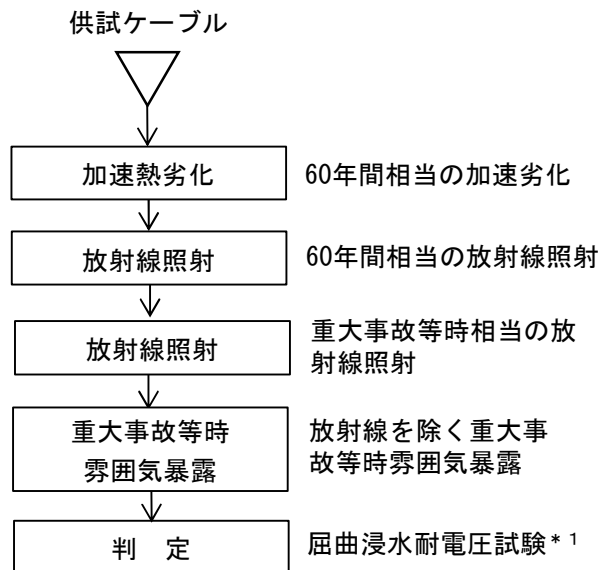 供試ケーブル
加速熱劣化
60年間相当の加速劣化
放射線照射
60年間相当の放射線照射
放射線照射
重大事故等時相当の放
射線照射
重大事故等時
雰囲気暴露
放射線を除く重大事
故等時雰囲気暴露
判　定
屈曲浸水耐電圧試験*1